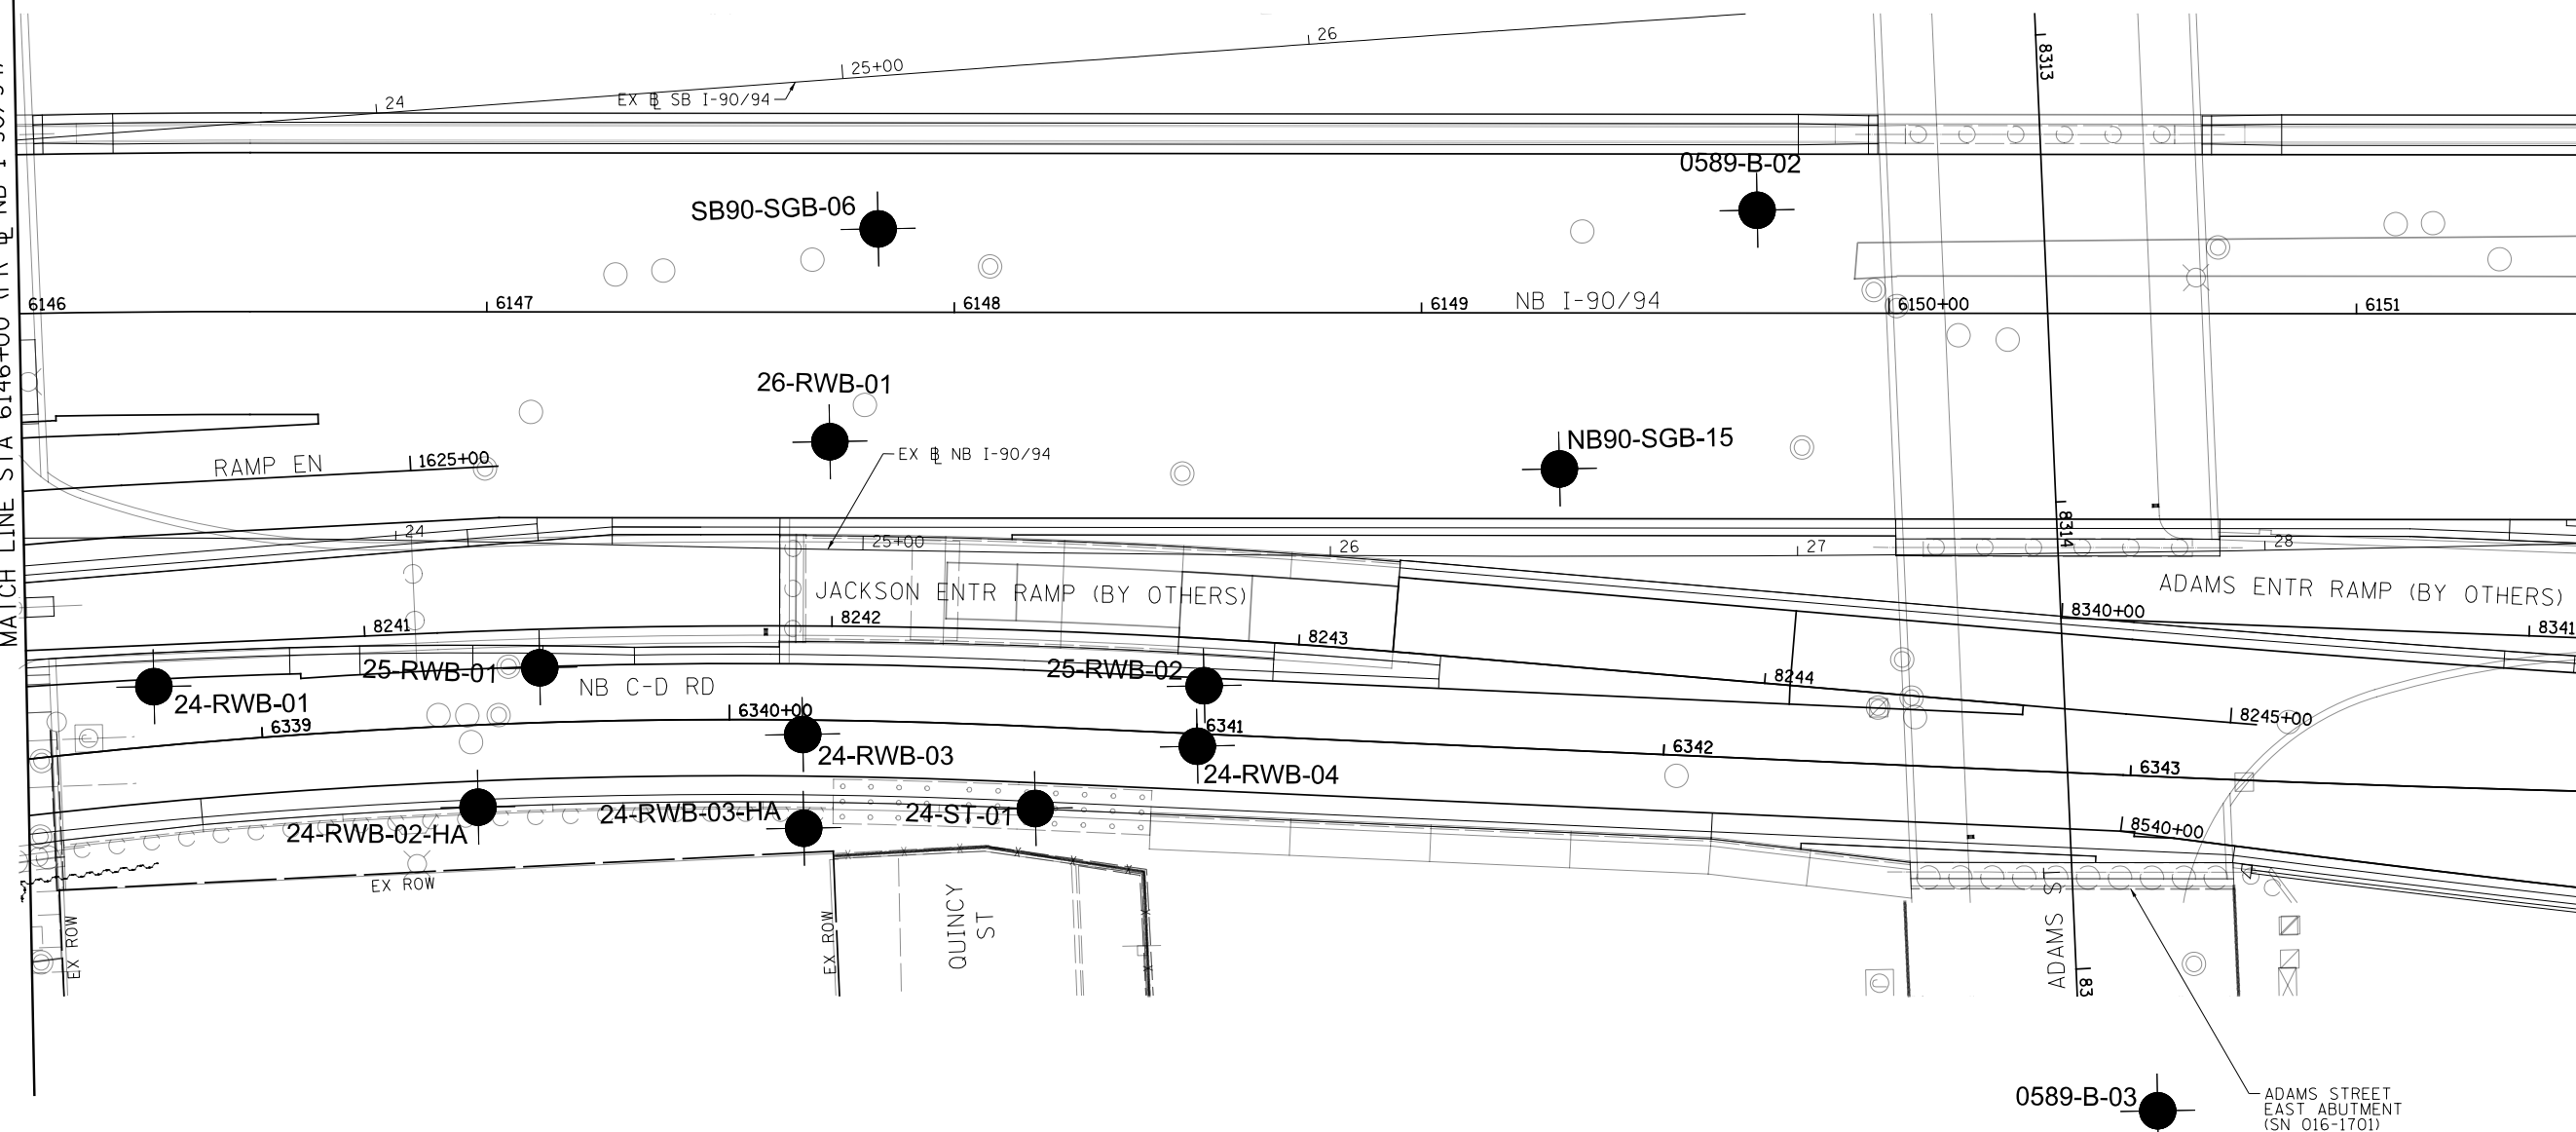 26
25+00
24
EX ℄ SB I-90/94
8313
0589-B-02
SB90-SGB-06
6146
6147
6148
6149
NB I-90/94
6150+00
6151
26-RWB-01
NB90-SGB-15
EX ℄ NB I-90/94
RAMP EN
1625+00
MATCH LINE STA 6146+00
24
25+00
26
27
8314
28
JACKSON ENTR RAMP (BY OTHERS)
ADAMS ENTR RAMP (BY OTHERS)
8241
8242
8243
8340+00
8341
25-RWB-01
25-RWB-02
8244
24-RWB-01
NB C-D RD
6339
6340+00
6341
8245+00
24-RWB-03
6342
6343
24-RWB-04
24-RWB-02-HA
24-RWB-03-HA
24-ST-01
8540+00
EX ROW
EX ROW
EX ROW
QUINCY
ST
ADAMS ST
83
0589-B-03
ADAMS STREET
EAST ABUTMENT
(SN 016-1701)